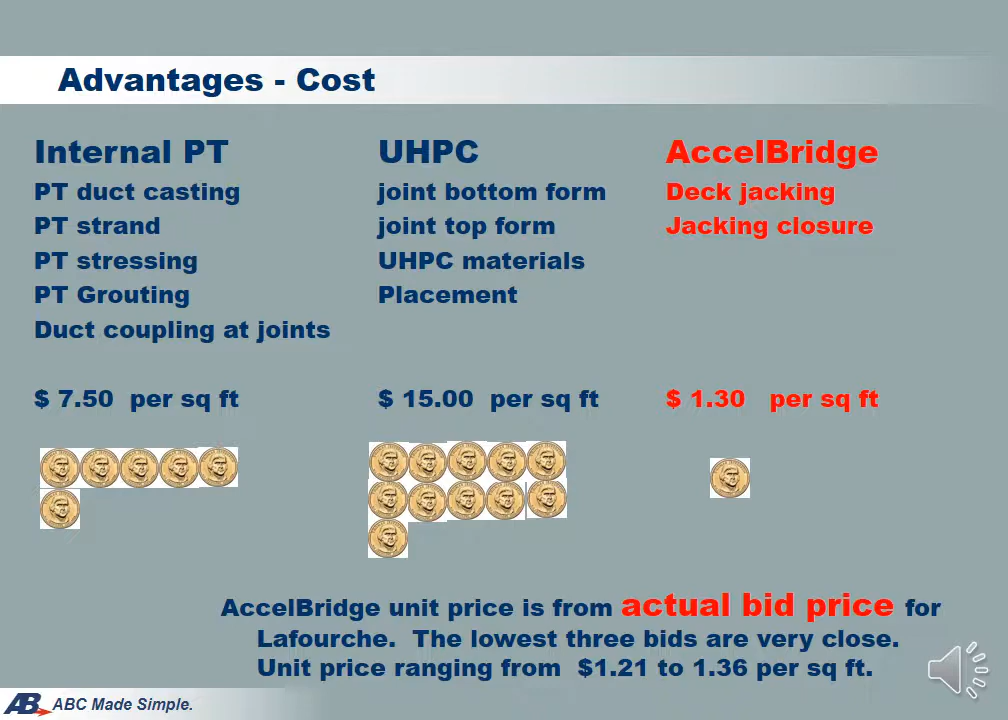 Advantages - Cost
Internal PT
PT duct casting
PT strand
PT stressing
PT Grouting
Duct coupling at joints
$ 7.50 per sq ft
UHPC
joint bottom form
joint top form
UHPC materials
Placement
$ 15.00 per sq ft
AccelBridge
Deck jacking
Jacking closure
$ 1.30 per sq ft
AccelBridge unit price is from actual bid price for
Lafourche. The lowest three bids are very close.
Unit price ranging from $1.21 to 1.36 per sq ft.
AB ABC Made Simple.